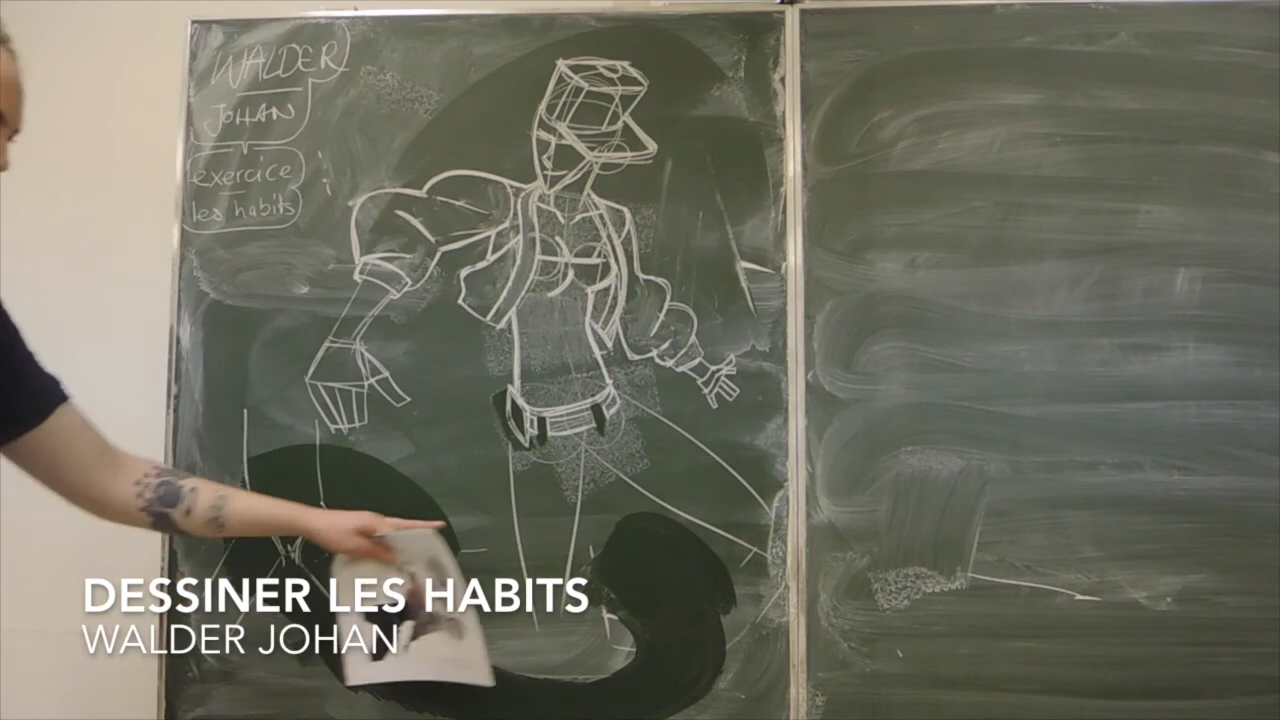 WALDER
JOHAN
exercice
les habits
DESSINER LES HABITS
WALDER JOHAN